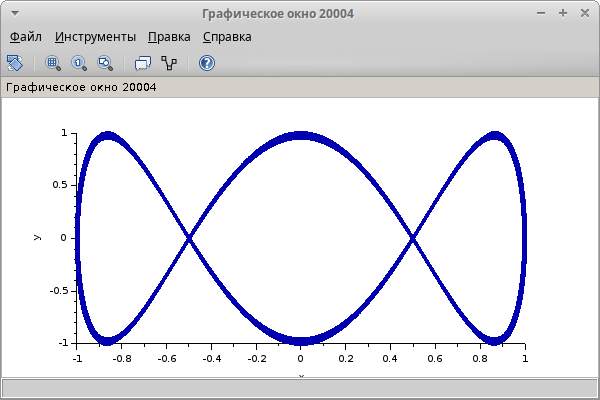 Графическое окно 20004
Файл Инструменты Правка Справка
Графическое окно 20004
1
0.5
y
0
-0.5
-1
-1 -0.8 -0.6 -0.4 -0.2 0 0.2 0.4 0.6 0.8 1